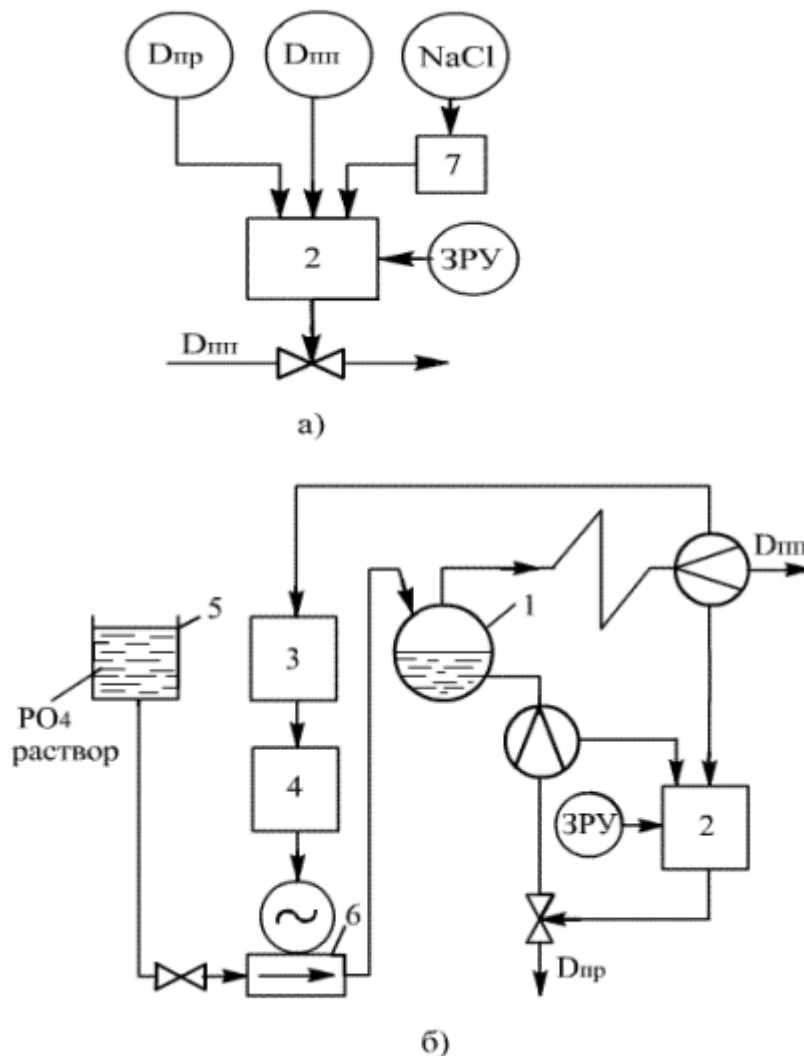 Dпр Dпп NaCl
7
2 ЗРУ
Dпп
а)
Dпп
5
1
3
PO4
раствор
4
ЗРУ 2
6
Dпр
б)